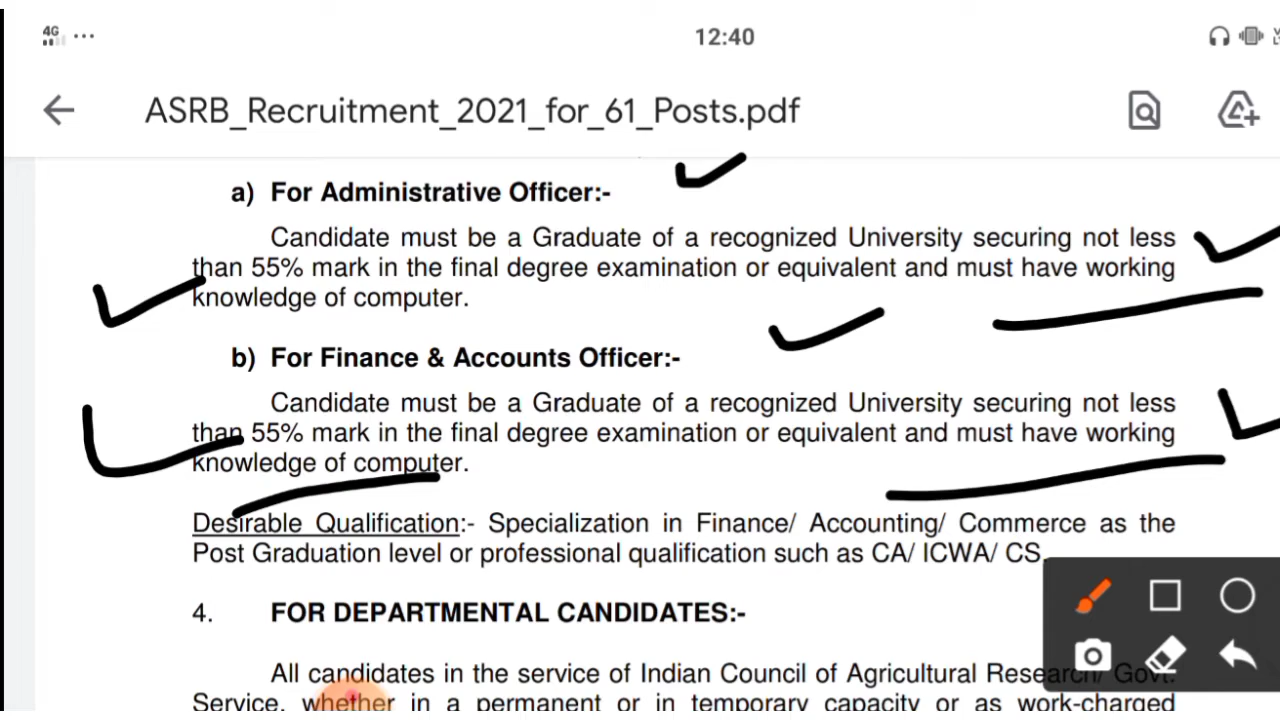 4G
12:40
ASRB_Recruitment_2021_for_61_Posts.pdf
a) For Administrative Officer:-
Candidate must be a Graduate of a recognized University securing not less
than 55% mark in the final degree examination or equivalent and must have working
knowledge of computer.
b) For Finance & Accounts Officer:-
Candidate must be a Graduate of a recognized University securing not less
than 55% mark in the final degree examination or equivalent and must have working
knowledge of computer.
Desirable Qualification:- Specialization in Finance/ Accounting/ Commerce as the
Post Graduation level or professional qualification such as CA/ ICWA/ CS.
4. FOR DEPARTMENTAL CANDIDATES:-
All candidates in the service of Indian Council of Agricultural Research/ Govt.
Service, whether in a permanent or in temporary capacity or as work-charged